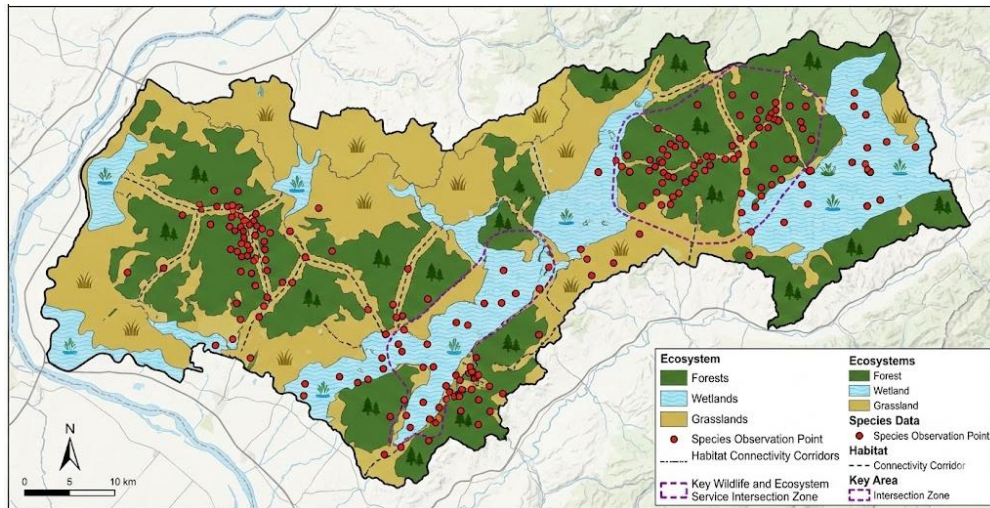 Ecosystem
Forests
Wetlands
Grasslands
Species Observation Point
Habitat Connectivity Corridors
Key Wildlife and Ecosystem
Service Intersection Zone
Ecosystems
Forest
Wetland
Grassland
Species Data
Species Observation Point
Habitat
Connectivity Corridor
Key Area
Intersection Zone
N
0 5 10 km